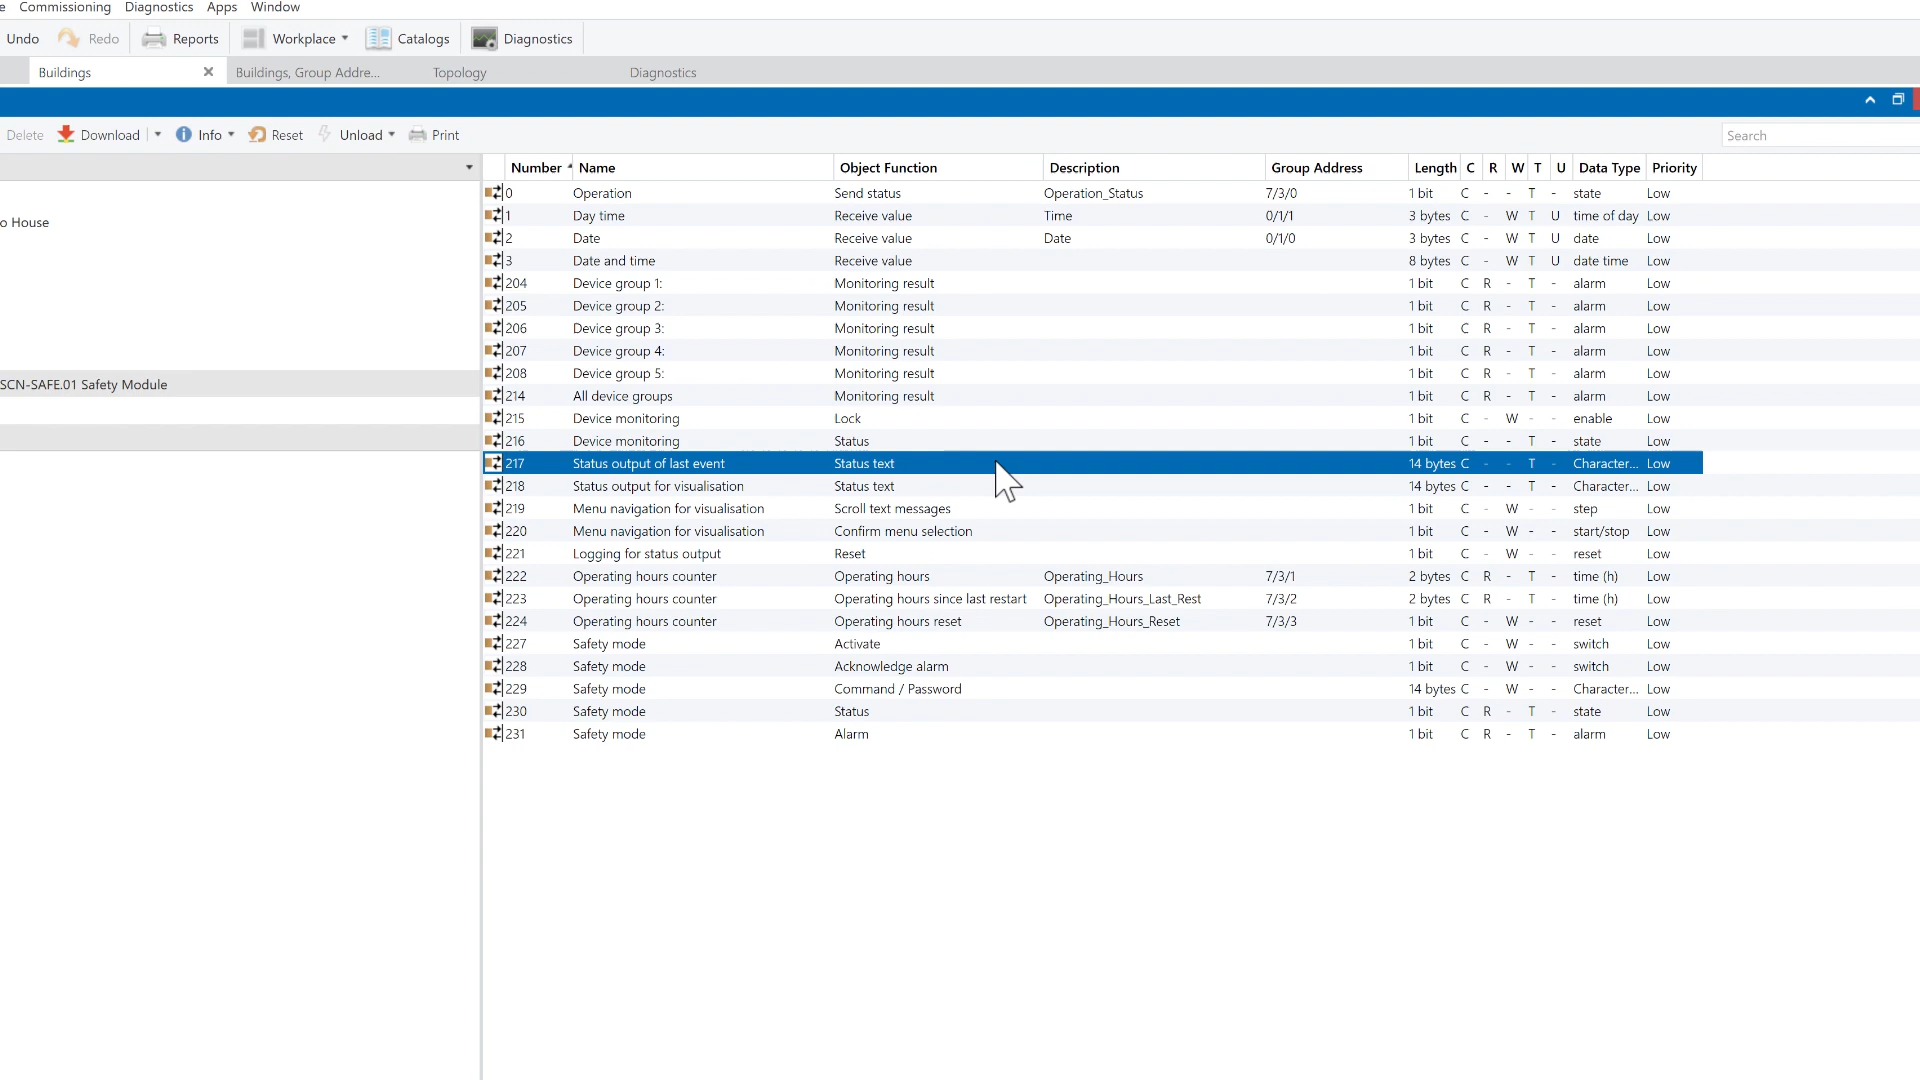 e Commissioning Diagnostics Apps Window
Undo Redo Reports Workplace Catalogs Diagnostics
Buildings Buildings, Group Addre... Topology Diagnostics
Delete Download Info Reset Unload Print Search
Number Name Object Function Description Group Address Length C R W T U Data Type Priority
0 Operation Send status Operation_Status 7/3/0 1 bit C - - T - state Low
o House
1 Day time Receive value Time 0/1/1 3 bytes C - W T U time of day Low
2 Date Receive value Date 0/1/0 3 bytes C - W T U date Low
3 Date and time Receive value 8 bytes C - W T U date time Low
204 Device group 1: Monitoring result 1 bit C R - T - alarm Low
205 Device group 2: Monitoring result 1 bit C R - T - alarm Low
206 Device group 3: Monitoring result 1 bit C R - T - alarm Low
207 Device group 4: Monitoring result 1 bit C R - T - alarm Low
208 Device group 5: Monitoring result 1 bit C R - T - alarm Low
SCN-SAFE.01 Safety Module
214 All device groups Monitoring result 1 bit C R - T - alarm Low
215 Device monitoring Lock 1 bit C - W - - enable Low
216 Device monitoring Status 1 bit C - - T - state Low
217 Status output of last event Status text 14 bytes C - - T - Character... Low
218 Status output for visualisation Status text 14 bytes C - - T - Character... Low
219 Menu navigation for visualisation Scroll text messages 1 bit C - W - - step Low
220 Menu navigation for visualisation Confirm menu selection 1 bit C - W - - start/stop Low
221 Logging for status output Reset 1 bit C - W - - reset Low
222 Operating hours counter Operating hours Operating_Hours 7/3/1 2 bytes C R - T - time (h) Low
223 Operating hours counter Operating hours since last restart Operating_Hours_Last_Rest 7/3/2 2 bytes C R - T - time (h) Low
224 Operating hours counter Operating hours reset Operating_Hours_Reset 7/3/3 1 bit C - W - - reset Low
227 Safety mode Activate 1 bit C - W - - switch Low
228 Safety mode Acknowledge alarm 1 bit C - W - - switch Low
229 Safety mode Command / Password 14 bytes C - W - - Character... Low
230 Safety mode Status 1 bit C R - T - state Low
231 Safety mode Alarm 1 bit C R - T - alarm Low